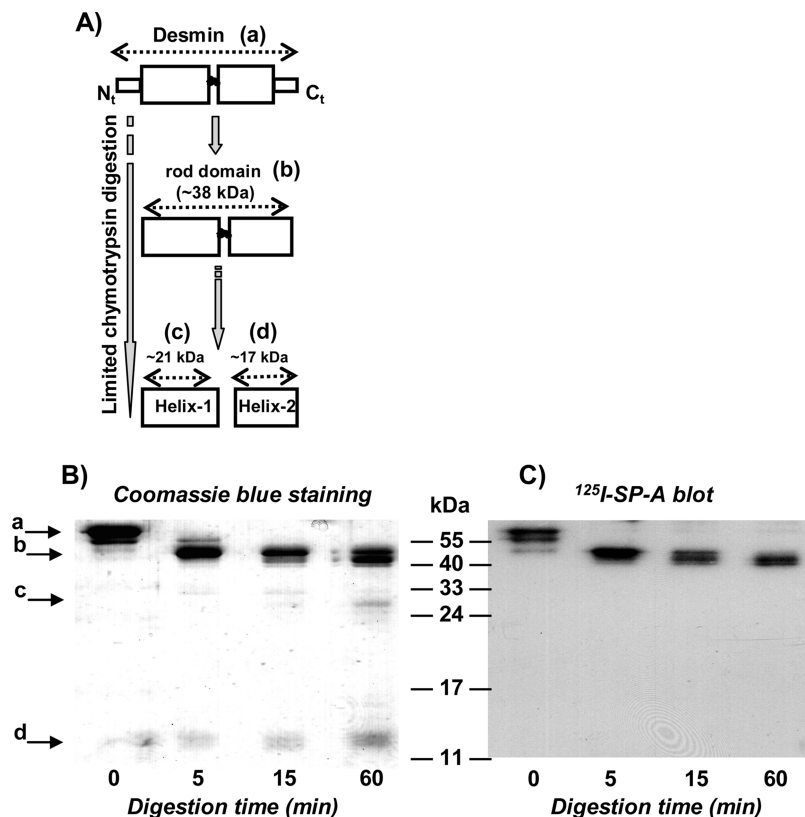 A)
Desmin (a)
Nt Ct
Limited chymotrypsin digestion
rod domain (b)
(~38 kDa)
(c) (d)
~21 kDa ~17 kDa
Helix-1 Helix-2
B) Coomassie blue staining
kDa
C) 125I-SP-A blot
a
b
c
d
55
40
33
24
17
11
0 5 15 60
Digestion time (min)
0 5 15 60
Digestion time (min)